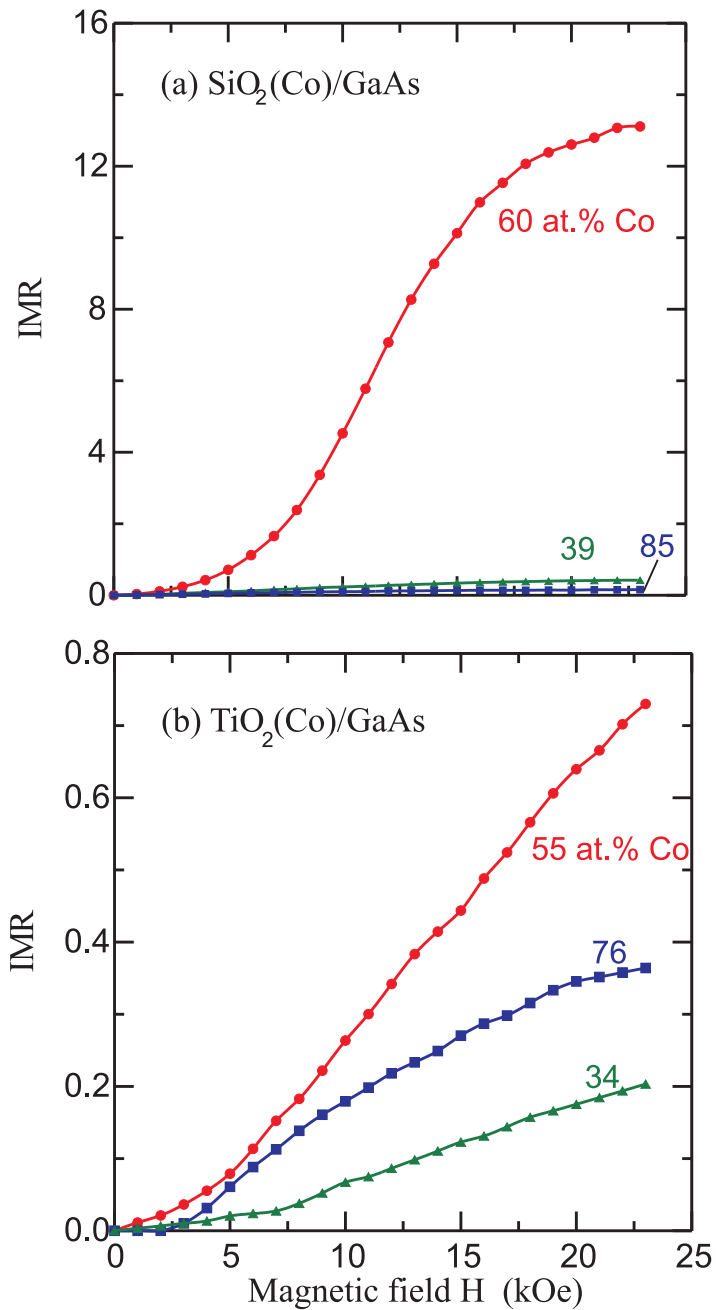 16
(a) SiO₂(Co)/GaAs
12
60 at.% Co
IMR
8
4
39
85
0
0.8
(b) TiO₂(Co)/GaAs
0.6
55 at.% Co
IMR
0.4
76
0.2
34
0.0
0 5 10 15 20 25
Magnetic field H (kOe)